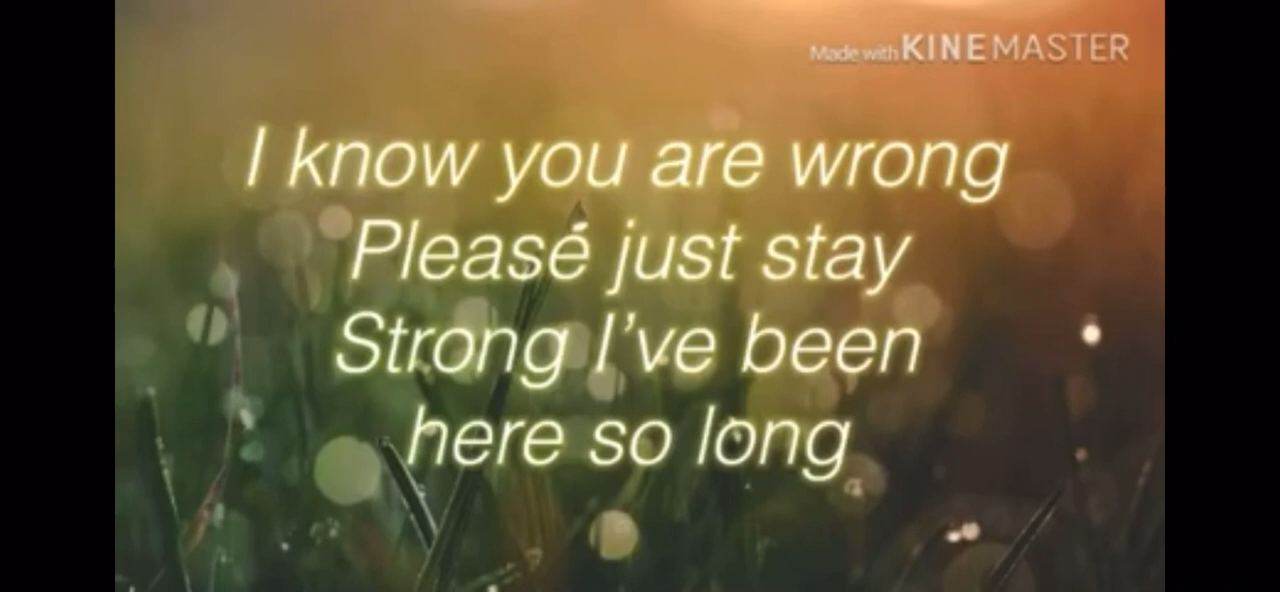 Made with KINEMASTER
I know you are wrong
Please just stay
Strong I've been
here so long